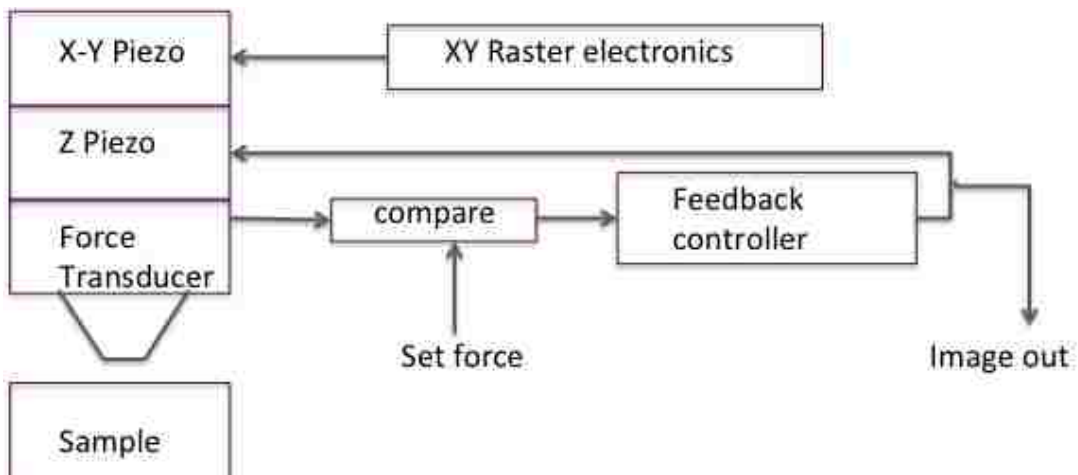 X-Y Piezo
XY Raster electronics
Z Piezo
Force
Transducer
compare
Feedback
controller
Set force
Image out
Sample